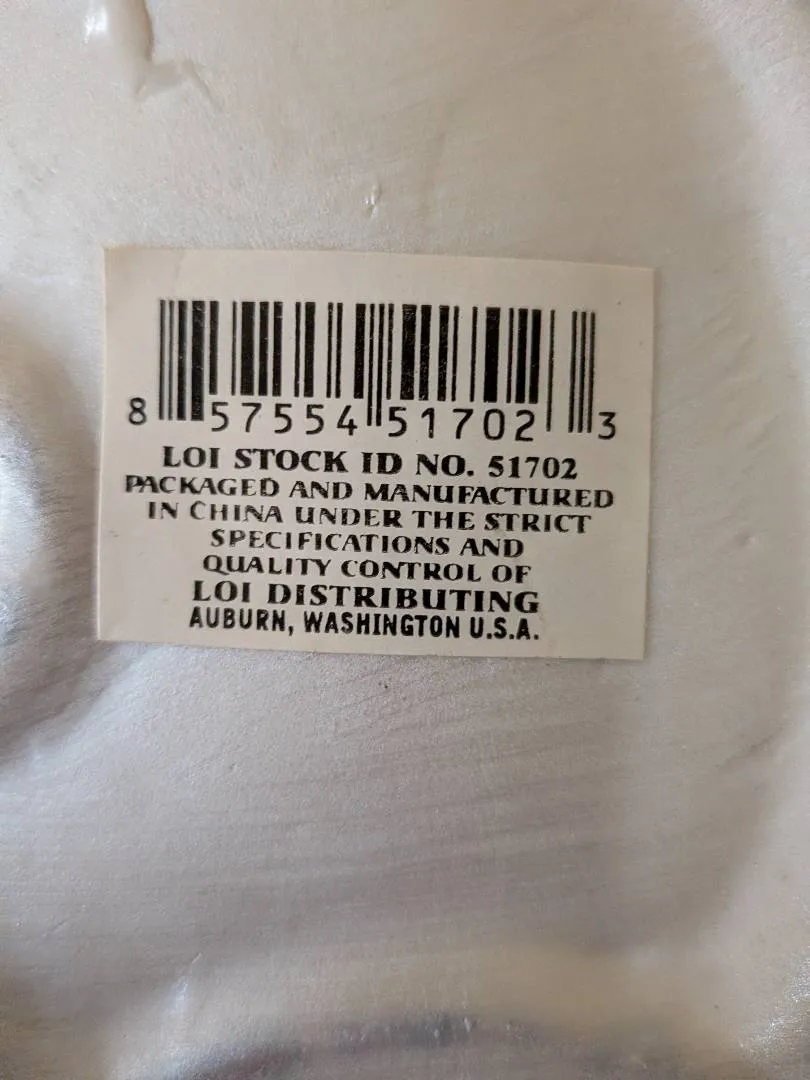 8 57554 51702 3
LOI STOCK ID NO. 51702
PACKAGED AND MANUFACTURED
IN CHINA UNDER THE STRICT
SPECIFICATIONS AND
QUALITY CONTROL OF
LOI DISTRIBUTING
AUBURN, WASHINGTON U.S.A.